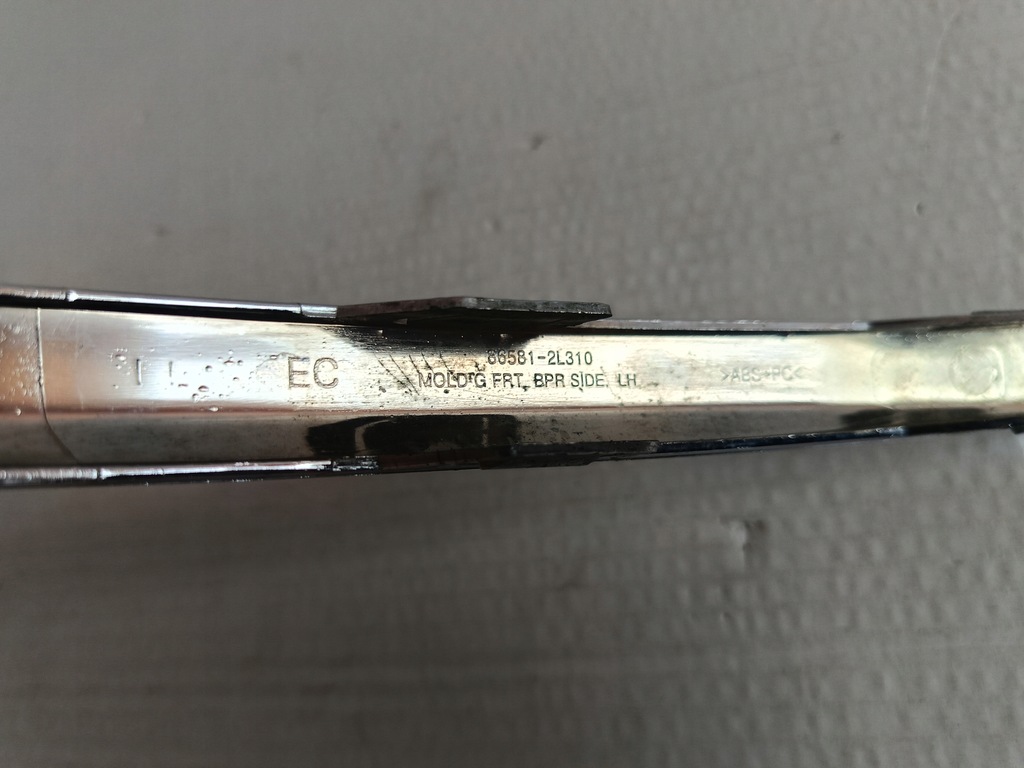 EC
86581-2L310
MOLD'G FRT, BPR SIDE, LH
>ABS+PC<